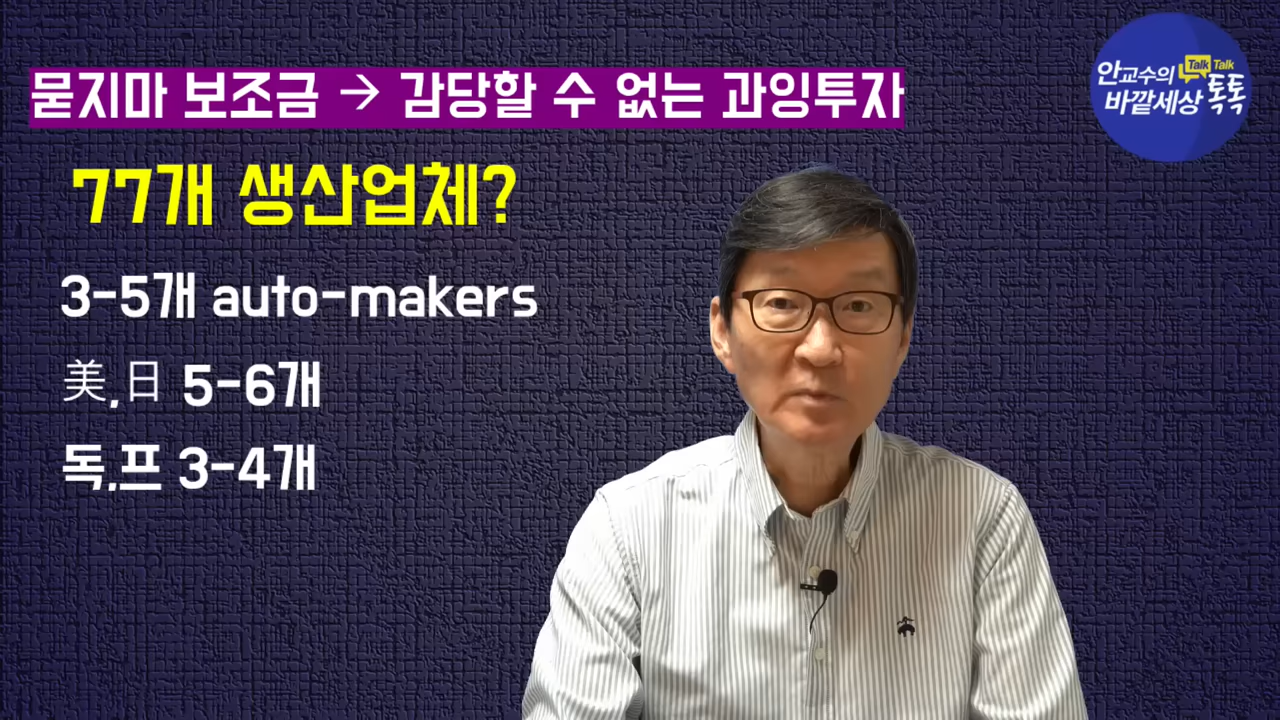 묻지마 보조금 → 감당할 수 없는 과잉투자
77개 생산업체?
3-5개 auto-makers
美,日 5-6개
독,프 3-4개
안교수의 Talk Talk
바깥세상 톡톡